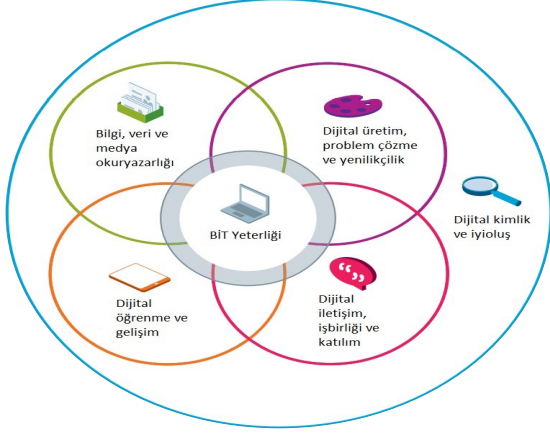 Bilgi, veri ve
medya
okuryazarlığı
Dijital üretim,
problem çözme
ve yenilikçilik
Dijital kimlik
ve iyioluş
BİT Yeterliği
Dijital
öğrenme ve
gelişim
Dijital
iletişim,
işbirliği ve
katılım